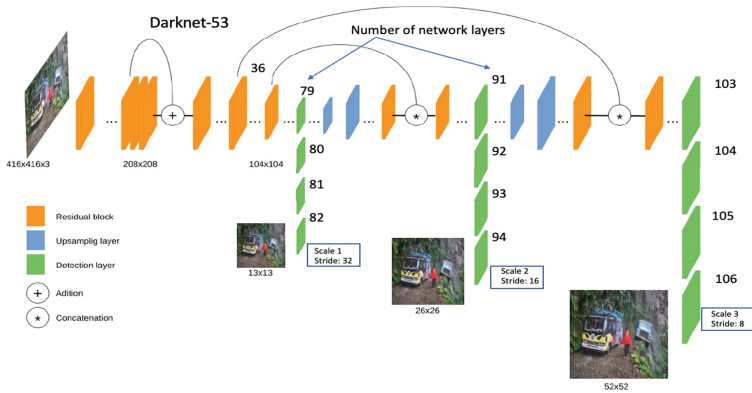 Darknet-53
Number of network layers
36
79
91
103
416x416x3
208x208
104x104
80
81
82
92
93
94
104
105
106
Residual block
Upsamplig layer
Detection layer
+ Adition
* Concatenation
Scale 1
Stride: 32
13x13
Scale 2
Stride: 16
26x26
Scale 3
Stride: 8
52x52
+
*
*